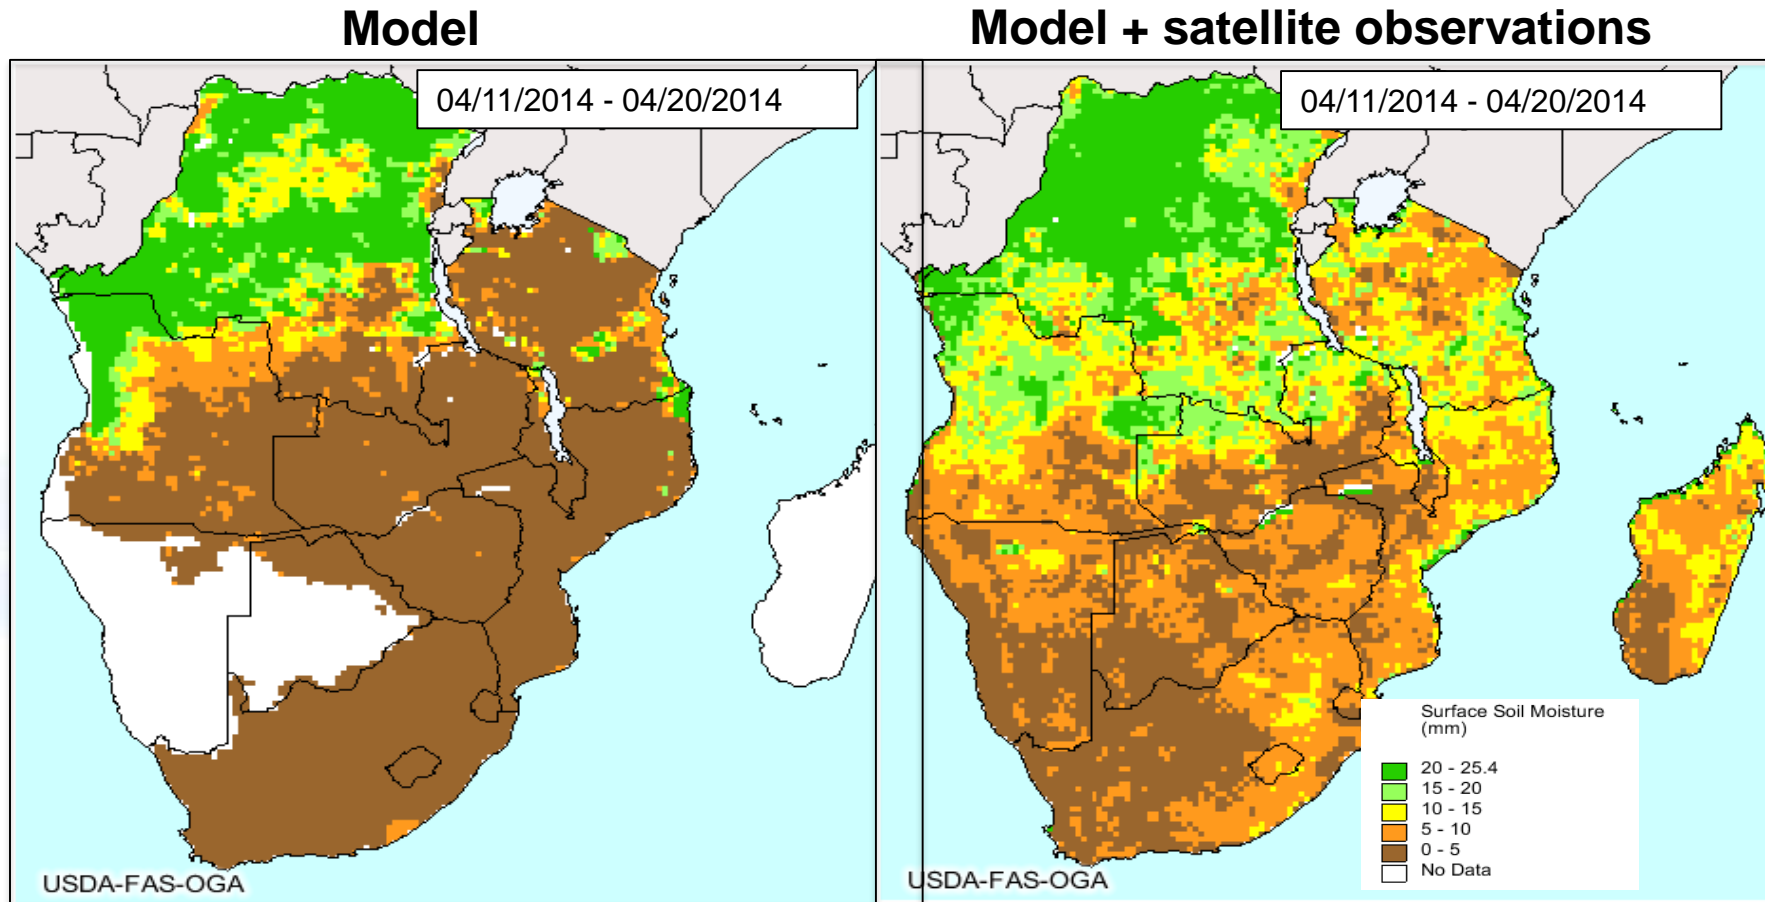 Model
Model + satellite observations
04/11/2014 - 04/20/2014
04/11/2014 - 04/20/2014
Surface Soil Moisture
(mm)
20 - 25.4
15 - 20
10 - 15
5 - 10
0 - 5
No Data
USDA-FAS-OGA
USDA-FAS-OGA